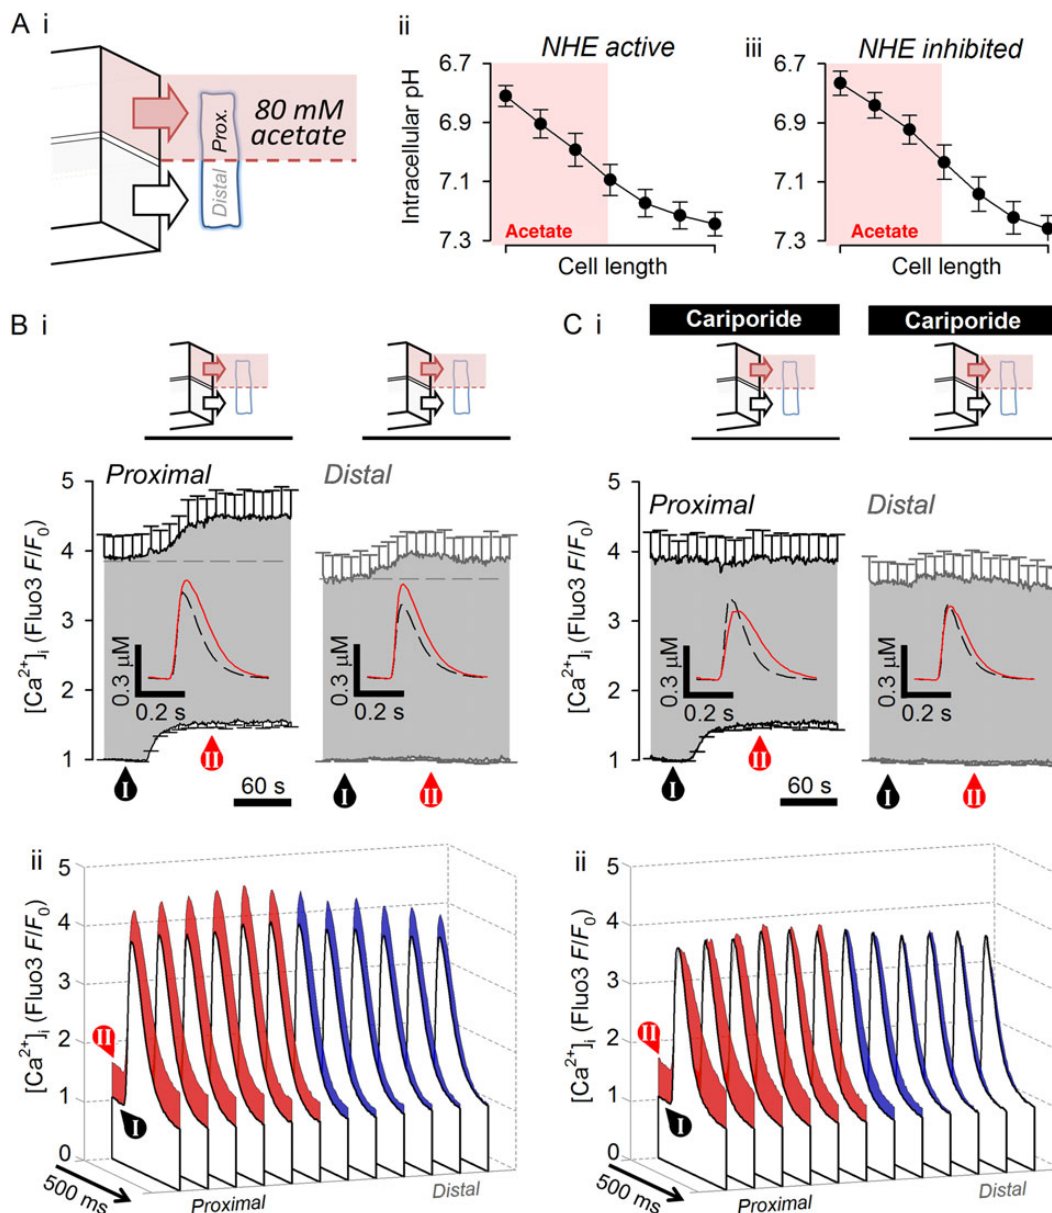 A i
80 mM
acetate
Prox.
Distal
ii
NHE active
Intracellular pH
6.7
6.9
7.1
7.3
Acetate
Cell length
iii
NHE inhibited
6.7
6.9
7.1
7.3
Acetate
Cell length
B i
Proximal
Distal
[Ca2+]i (Fluo3 F/F0)
5
4
3
2
1
0.3 µM
0.2 s
0.3 µM
0.2 s
I
II
60 s
I
II
C i
Cariporide
Cariporide
Proximal
Distal
[Ca2+]i (Fluo3 F/F0)
5
4
3
2
1
0.3 µM
0.2 s
0.3 µM
0.2 s
I
II
60 s
I
II
ii
[Ca2+]i (Fluo3 F/F0)
5
4
3
2
1
0
II
I
500 ms
Proximal
Distal
ii
[Ca2+]i (Fluo3 F/F0)
5
4
3
2
1
0
II
I
500 ms
Proximal
Distal